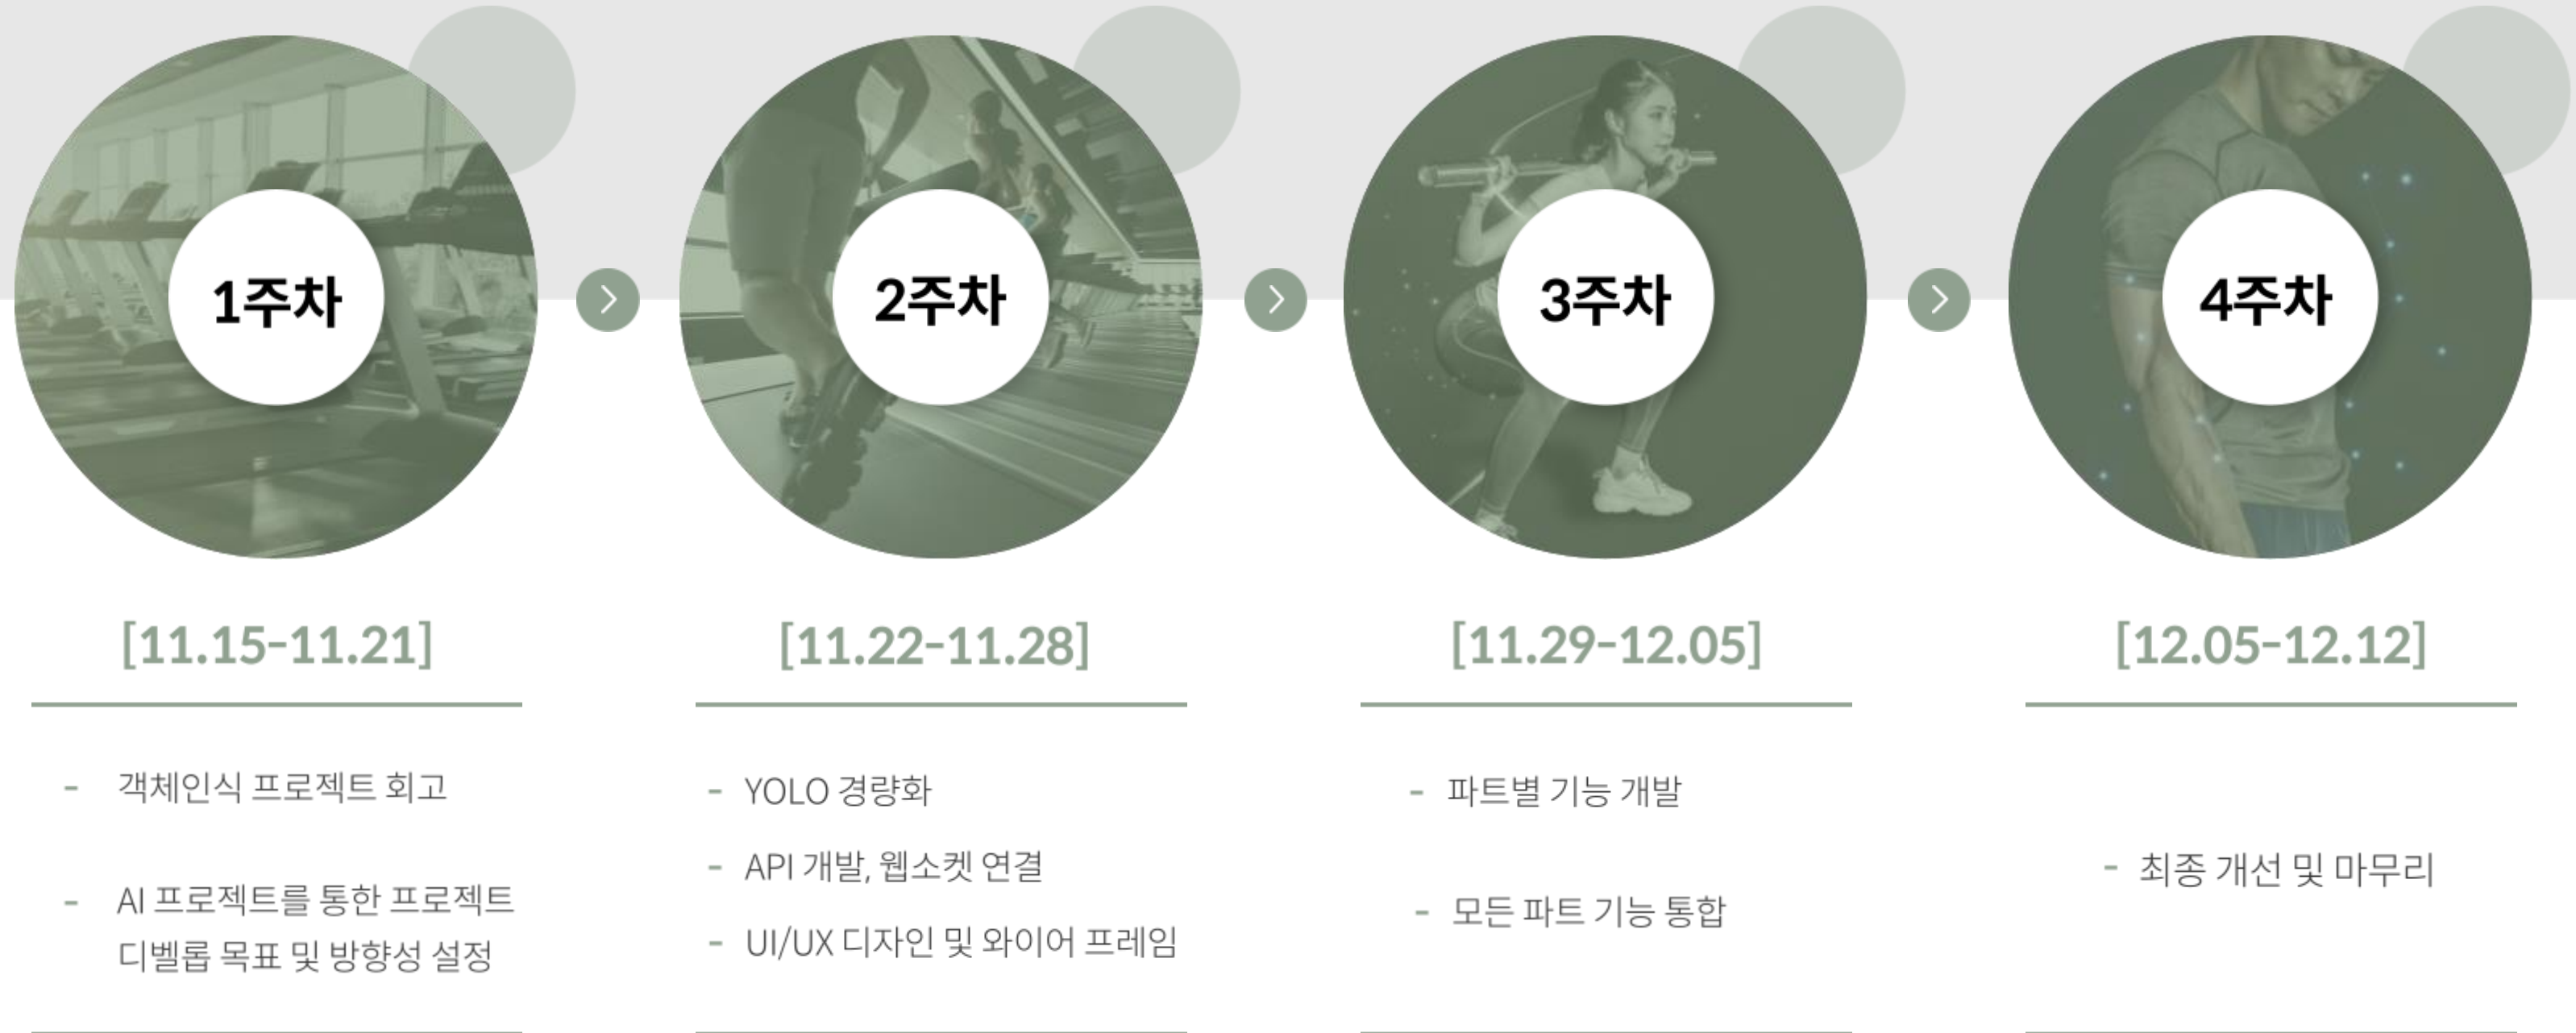 1주차
2주차
3주차
4주차
[11.15-11.21]
[11.22-11.28]
[11.29-12.05]
[12.05-12.12]
- 객체인식 프로젝트 회고
- AI 프로젝트를 통한 프로젝트
디벨롭 목표 및 방향성 설정
- YOLO 경량화
- API 개발, 웹소켓 연결
- UI/UX 디자인 및 와이어 프레임
- 파트별 기능 개발
- 모든 파트 기능 통합
- 최종 개선 및 마무리